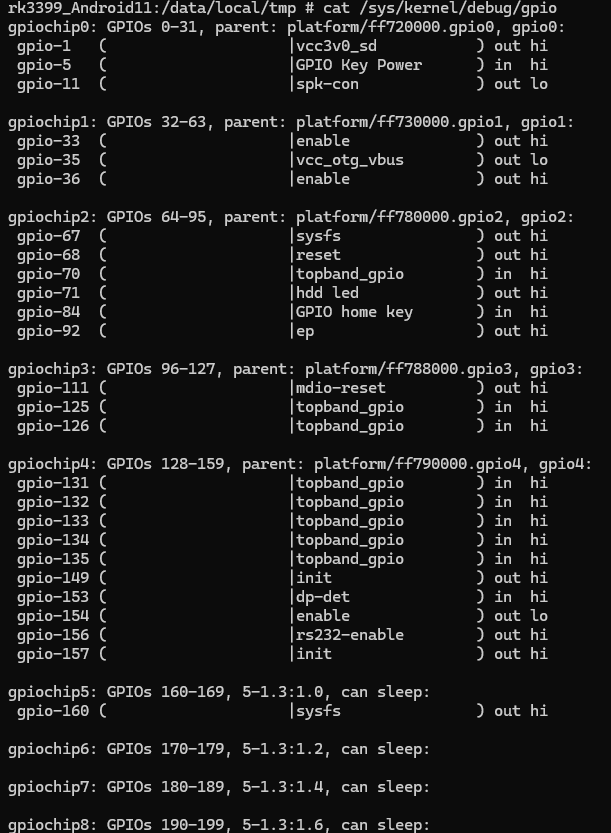 rk3399_Android11:/data/local/tmp # cat /sys/kernel/debug/gpio
gpiochip0: GPIOs 0-31, parent: platform/ff720000.gpio0, gpio0:
 gpio-1   (                    |vcc3v0_sd           ) out hi
 gpio-5   (                    |GPIO Key Power      ) in  hi
 gpio-11  (                    |spk-con             ) out lo

gpiochip1: GPIOs 32-63, parent: platform/ff730000.gpio1, gpio1:
 gpio-33  (                    |enable              ) out hi
 gpio-35  (                    |vcc_otg_vbus        ) out lo
 gpio-36  (                    |enable              ) out hi

gpiochip2: GPIOs 64-95, parent: platform/ff780000.gpio2, gpio2:
 gpio-67  (                    |sysfs               ) out hi
 gpio-68  (                    |reset               ) out hi
 gpio-70  (                    |topband_gpio        ) in  hi
 gpio-71  (                    |hdd led             ) out hi
 gpio-84  (                    |GPIO home key       ) in  hi
 gpio-92  (                    |ep                  ) out hi

gpiochip3: GPIOs 96-127, parent: platform/ff788000.gpio3, gpio3:
 gpio-111 (                    |mdio-reset          ) out hi
 gpio-125 (                    |topband_gpio        ) in  hi
 gpio-126 (                    |topband_gpio        ) in  hi

gpiochip4: GPIOs 128-159, parent: platform/ff790000.gpio4, gpio4:
 gpio-131 (                    |topband_gpio        ) in  hi
 gpio-132 (                    |topband_gpio        ) in  hi
 gpio-133 (                    |topband_gpio        ) in  hi
 gpio-134 (                    |topband_gpio        ) in  hi
 gpio-135 (                    |topband_gpio        ) in  hi
 gpio-149 (                    |init                ) out hi
 gpio-153 (                    |dp-det              ) in  hi
 gpio-154 (                    |enable              ) out lo
 gpio-156 (                    |rs232-enable        ) out hi
 gpio-157 (                    |init                ) out hi

gpiochip5: GPIOs 160-169, 5-1.3:1.0, can sleep:
 gpio-160 (                    |sysfs               ) out hi

gpiochip6: GPIOs 170-179, 5-1.3:1.2, can sleep:

gpiochip7: GPIOs 180-189, 5-1.3:1.4, can sleep:

gpiochip8: GPIOs 190-199, 5-1.3:1.6, can sleep: